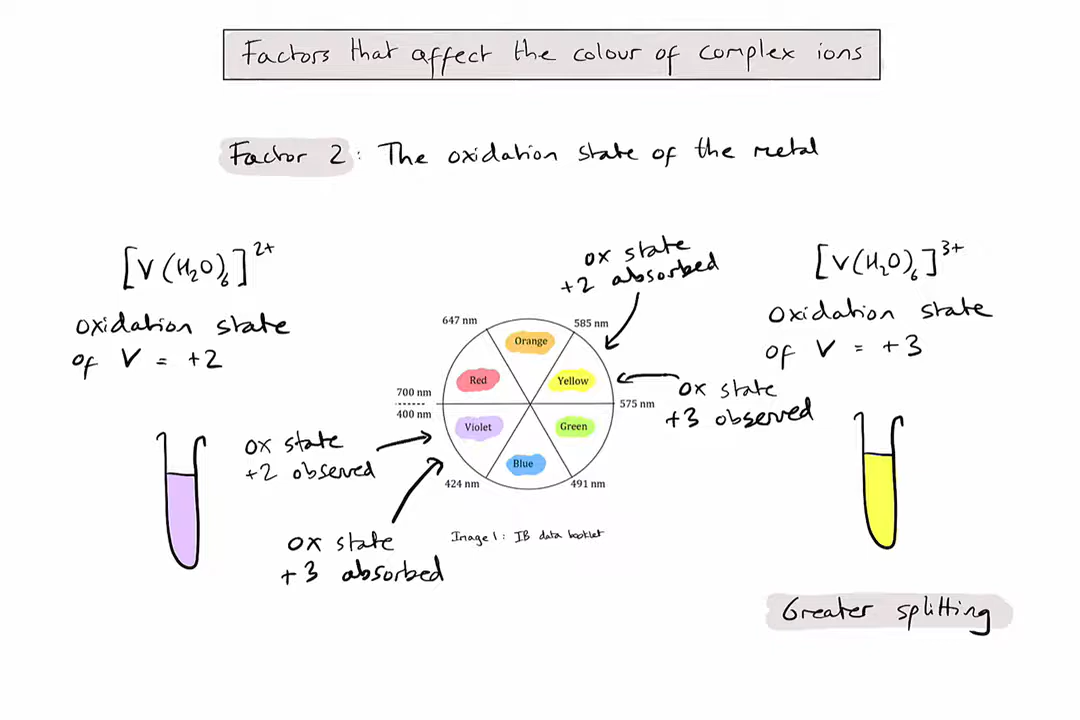 Factors that affect the colour of complex ions
Factor 2: The oxidation state of the metal
[V(H₂O)₆]²⁺
oxidation state
of V = +2
ox state
+2 absorbed
[V(H₂O)₆]³⁺
oxidation state
of V = +3
647 nm
585 nm
Orange
Red
Yellow
700 nm
400 nm
575 nm
Violet
Green
Blue
424 nm
491 nm
ox state
+3 observed
ox state
+2 observed
ox state
+3 absorbed
Image 1: IB data booklet
Greater splitting